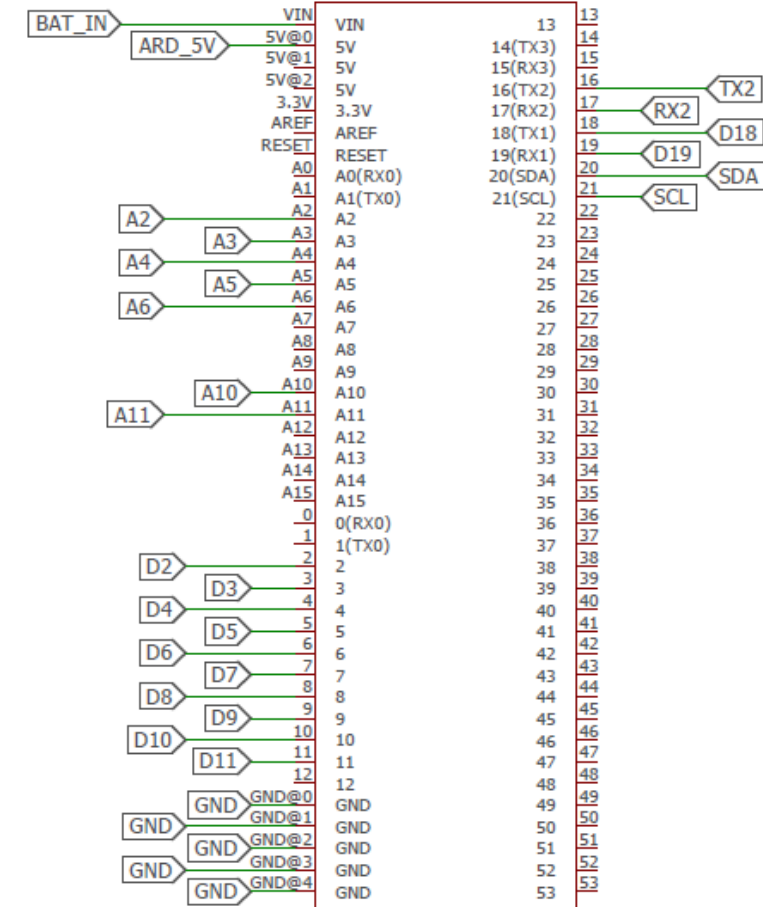 BAT_IN VIN VIN 13 13
ARD_5V 5V@0 5V 14(TX3) 14
5V@1 5V 15(RX3) 15
5V@2 5V 16(TX2) 16 TX2
3.3V 3.3V 17(RX2) 17 RX2
AREF AREF 18(TX1) 18 D18
RESET RESET 19(RX1) 19 D19
A0 A0(RX0) 20(SDA) 20 SDA
A1 A1(TX0) 21(SCL) 21 SCL
A2 A2 A2 22 22
A3 A3 A3 23 23
A4 A4 A4 24 24
A5 A5 A5 25 25
A6 A6 A6 26 26
A7 A7 27 27
A8 A8 28 28
A9 A9 29 29
A10 A10 A10 30 30
A11 A11 A11 31 31
A12 A12 32 32
A13 A13 33 33
A14 A14 34 34
A15 A15 35 35
0 0(RX0) 36 36
1 1(TX0) 37 37
D2 2 2 38 38
D3 3 3 39 39
D4 4 4 40 40
D5 5 5 41 41
D6 6 6 42 42
D7 7 7 43 43
D8 8 8 44 44
D9 9 9 45 45
D10 10 10 46 46
D11 11 11 47 47
12 12 48 48
GND GND@0 GND 49 49
GND GND@1 GND 50 50
GND GND@2 GND 51 51
GND GND@3 GND 52 52
GND GND@4 GND 53 53